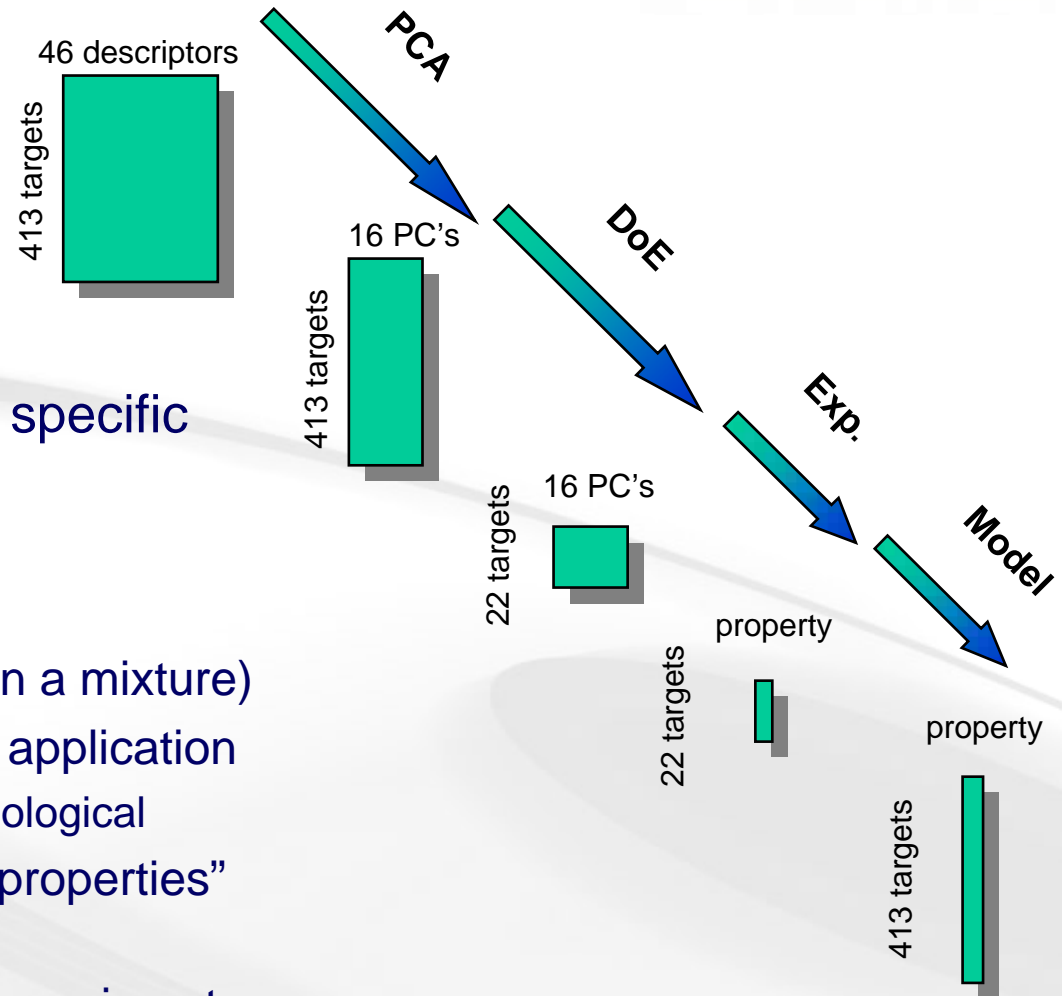 PCA
46 descriptors
413 targets
DoE
16 PC’s
413 targets
Exp.
specific
16 PC’s
22 targets
Model
property
22 targets
n a mixture)
property
application
ological
413 targets
properties”